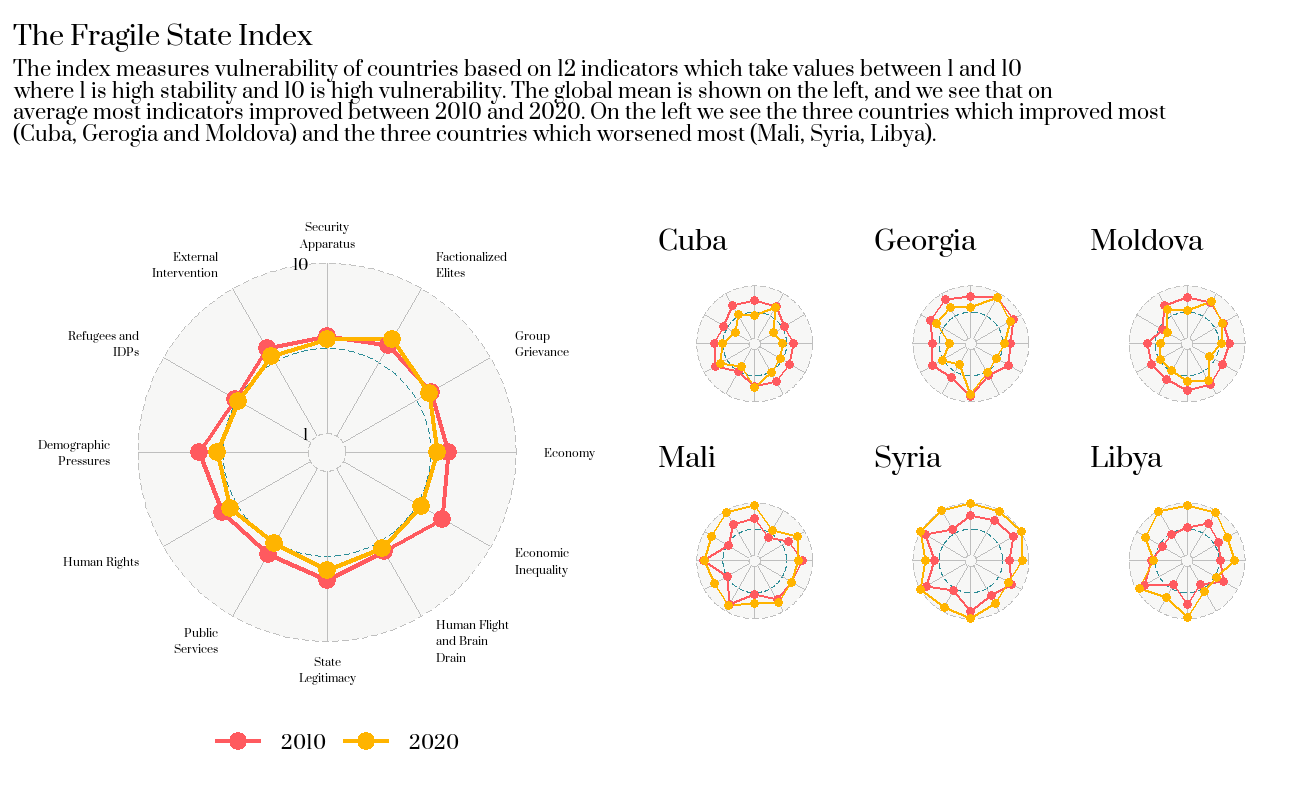 The Fragile State Index
The index measures vulnerability of countries based on 12 indicators which take values between 1 and 10
where 1 is high stability and 10 is high vulnerability. The global mean is shown on the left, and we see that on
average most indicators improved between 2010 and 2020. On the left we see the three countries which improved most
(Cuba, Gerogia and Moldova) and the three countries which worsened most (Mali, Syria, Libya).
Security
Apparatus
10
External
Intervention
Factionalized
Elites
Refugees and
IDPs
Group
Grievance
1
Demographic
Pressures
Economy
Human Rights
Economic
Inequality
Public
Services
Human Flight
and Brain
Drain
State
Legitimacy
2010
2020
Cuba
Georgia
Moldova
Mali
Syria
Libya